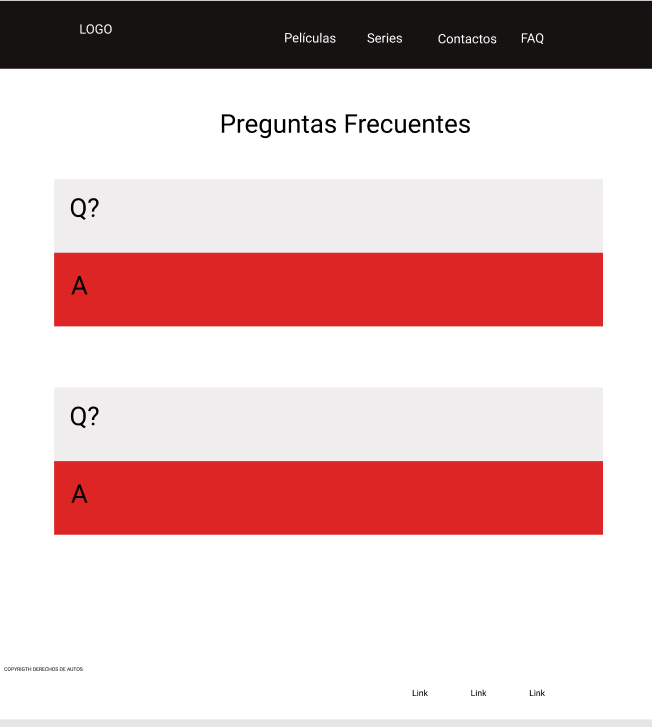 LOGO
Películas Series Contactos FAQ
Preguntas Frecuentes
Q?
A
Q?
A
COPYRIGTH DERECHOS DE AUTOS
Link Link Link